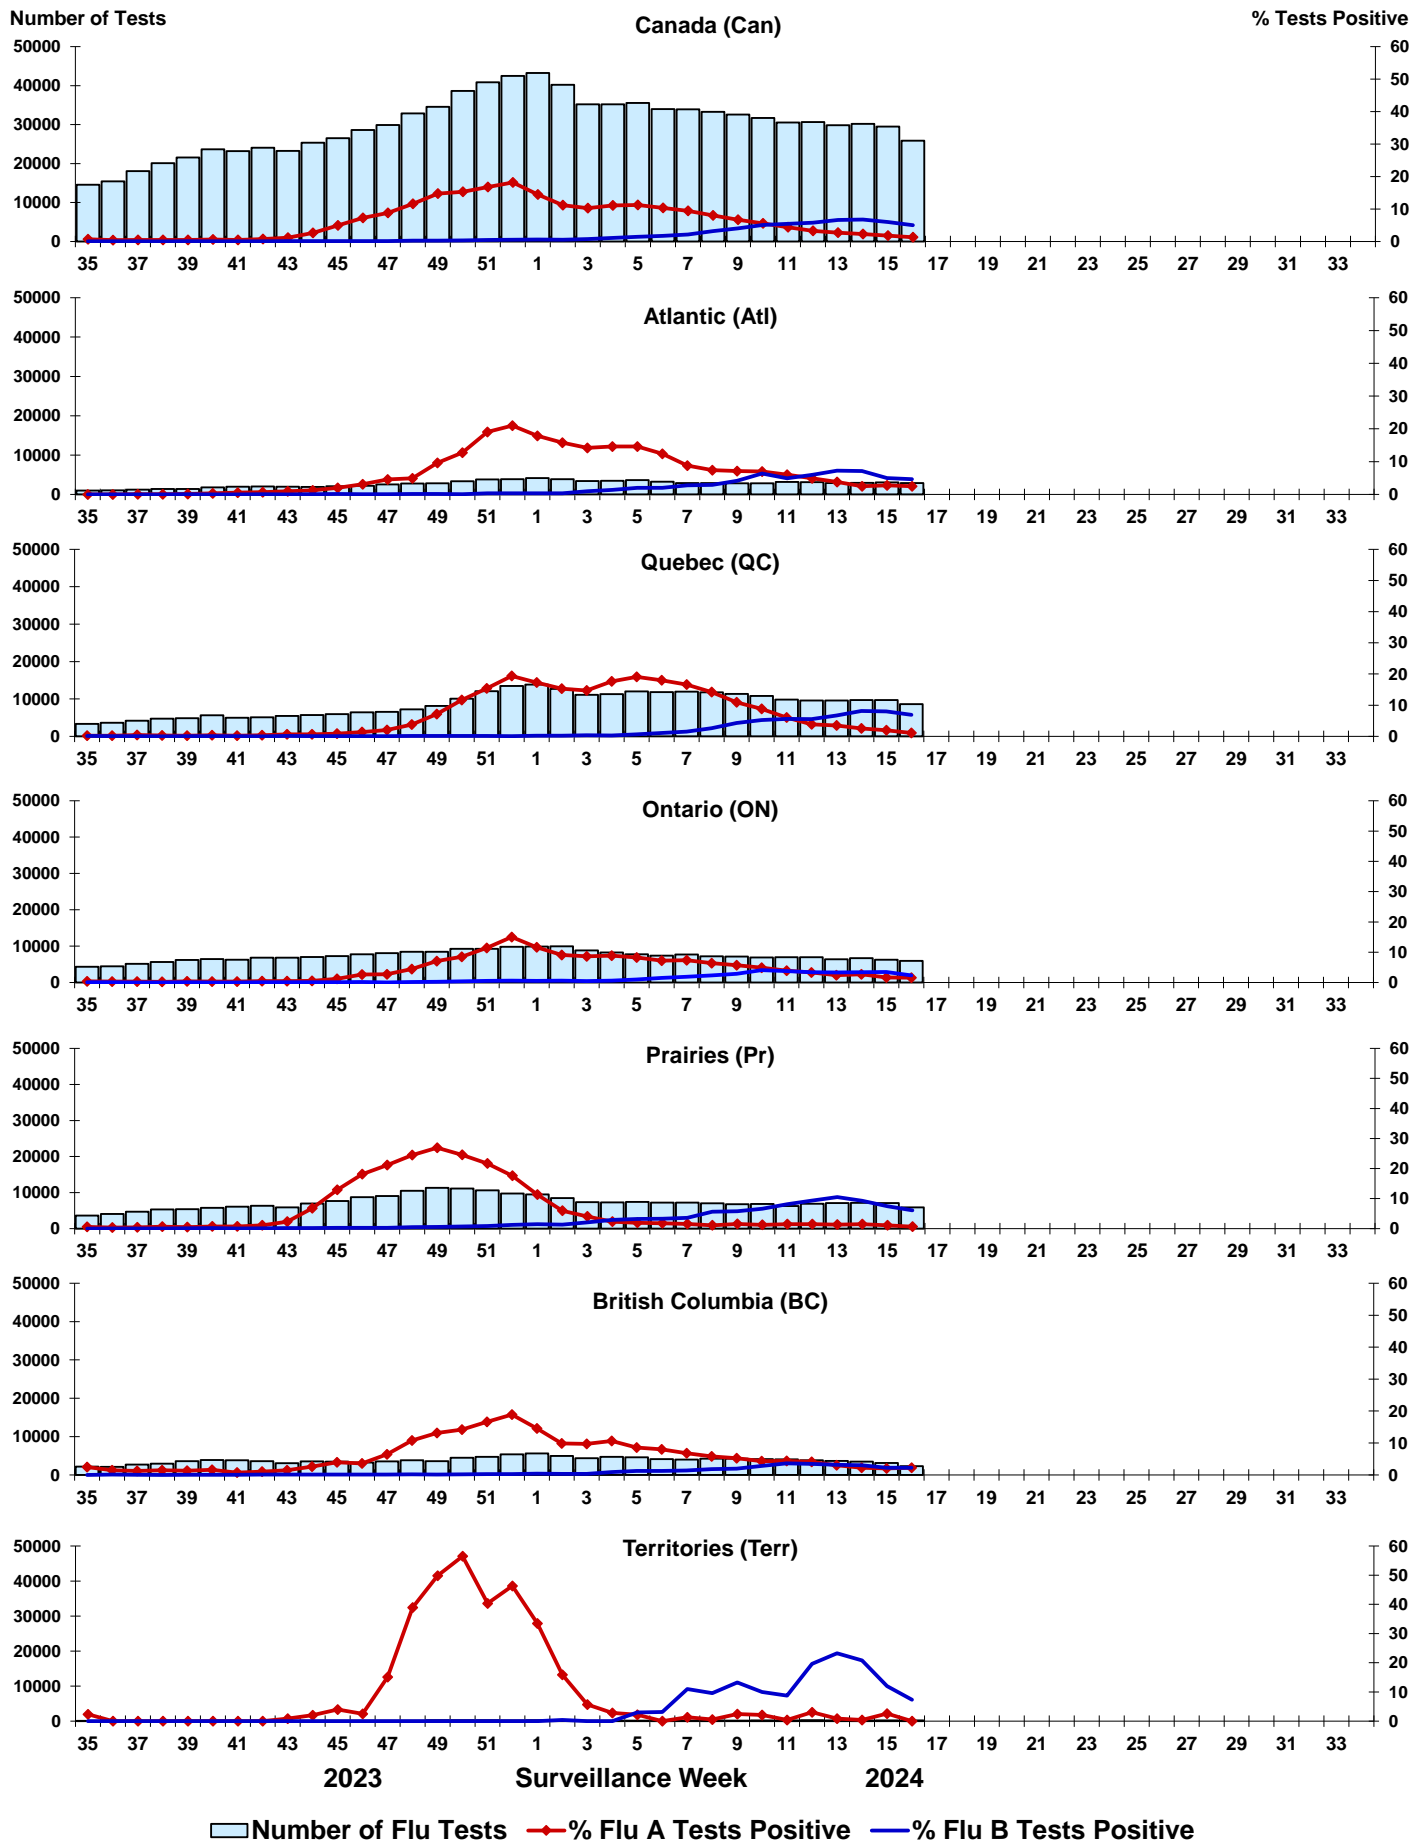 Number of Tests
% Tests Positive
Canada (Can)
50000 60
40000 50
30000 40
20000 30
10000 20
0 10
0
35 37 39 41 43 45 47 49 51 1 3 5 7 9 11 13 15 17 19 21 23 25 27 29 31 33
Atlantic (Atl)
50000 60
40000 50
30000 40
20000 30
10000 20
0 10
0
35 37 39 41 43 45 47 49 51 1 3 5 7 9 11 13 15 17 19 21 23 25 27 29 31 33
Quebec (QC)
50000 60
40000 50
30000 40
20000 30
10000 20
0 10
0
35 37 39 41 43 45 47 49 51 1 3 5 7 9 11 13 15 17 19 21 23 25 27 29 31 33
Ontario (ON)
50000 60
40000 50
30000 40
20000 30
10000 20
0 10
0
35 37 39 41 43 45 47 49 51 1 3 5 7 9 11 13 15 17 19 21 23 25 27 29 31 33
Prairies (Pr)
50000 60
40000 50
30000 40
20000 30
10000 20
0 10
0
35 37 39 41 43 45 47 49 51 1 3 5 7 9 11 13 15 17 19 21 23 25 27 29 31 33
British Columbia (BC)
50000 60
40000 50
30000 40
20000 30
10000 20
0 10
0
35 37 39 41 43 45 47 49 51 1 3 5 7 9 11 13 15 17 19 21 23 25 27 29 31 33
Territories (Terr)
50000 60
40000 50
30000 40
20000 30
10000 20
0 10
0
35 37 39 41 43 45 47 49 51 1 3 5 7 9 11 13 15 17 19 21 23 25 27 29 31 33
2023 Surveillance Week 2024
Number of Flu Tests % Flu A Tests Positive % Flu B Tests Positive